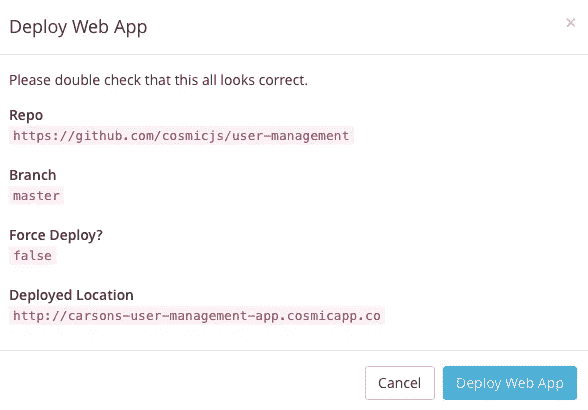 Deploy Web App
×
Please double check that this all looks correct.
Repo
https://github.com/cosmicjs/user-management
Branch
master
Force Deploy?
false
Deployed Location
http://carsons-user-management-app.cosmicapp.co
Cancel Deploy Web App